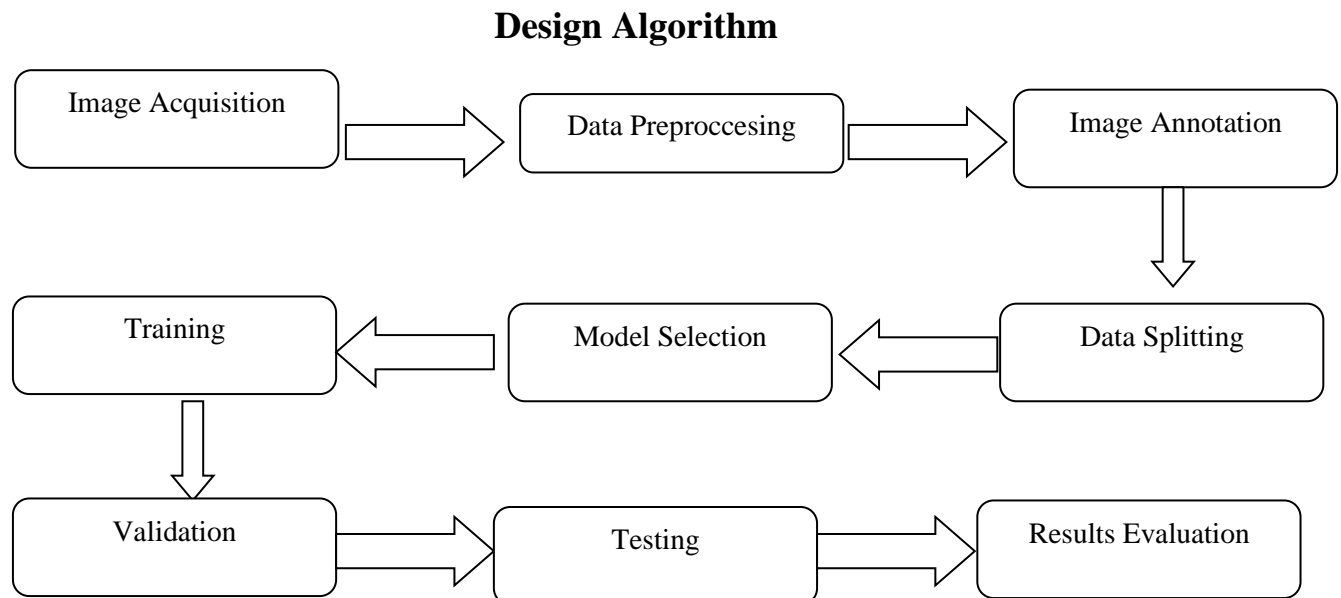 Design Algorithm
Image Acquisition
Data Preproccesing
Image Annotation
Data Splitting
Model Selection
Training
Validation
Testing
Results Evaluation